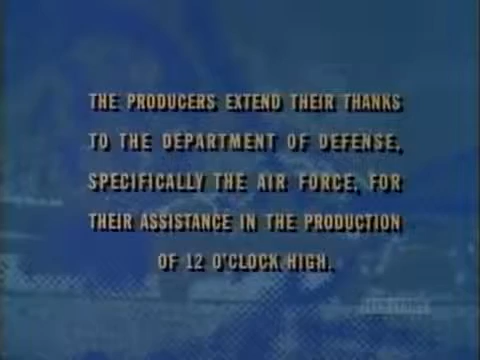 THE PRODUCERS EXTEND THEIR THANKS
TO THE DEPARTMENT OF DEFENSE,
SPECIFICALLY THE AIR FORCE, FOR
THEIR ASSISTANCE IN THE PRODUCTION
OF 12 O'CLOCK HIGH.